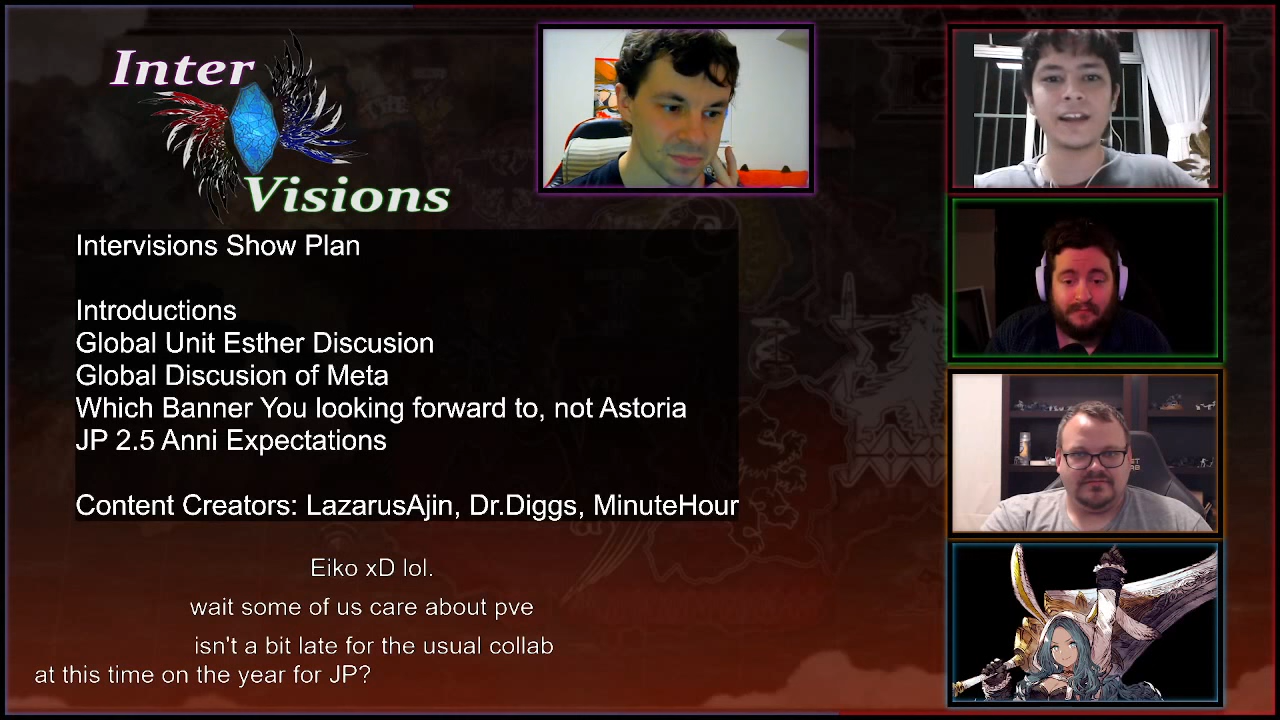 Inter
Visions
Intervisions Show Plan
Introductions
Global Unit Esther Discusion
Global Discusion of Meta
Which Banner You looking forward to, not Astoria
JP 2.5 Anni Expectations
Content Creators: LazarusAjin, Dr.Diggs, MinuteHour
Eiko xD lol.
wait some of us care about pve
isn't a bit late for the usual collab
at this time on the year for JP?